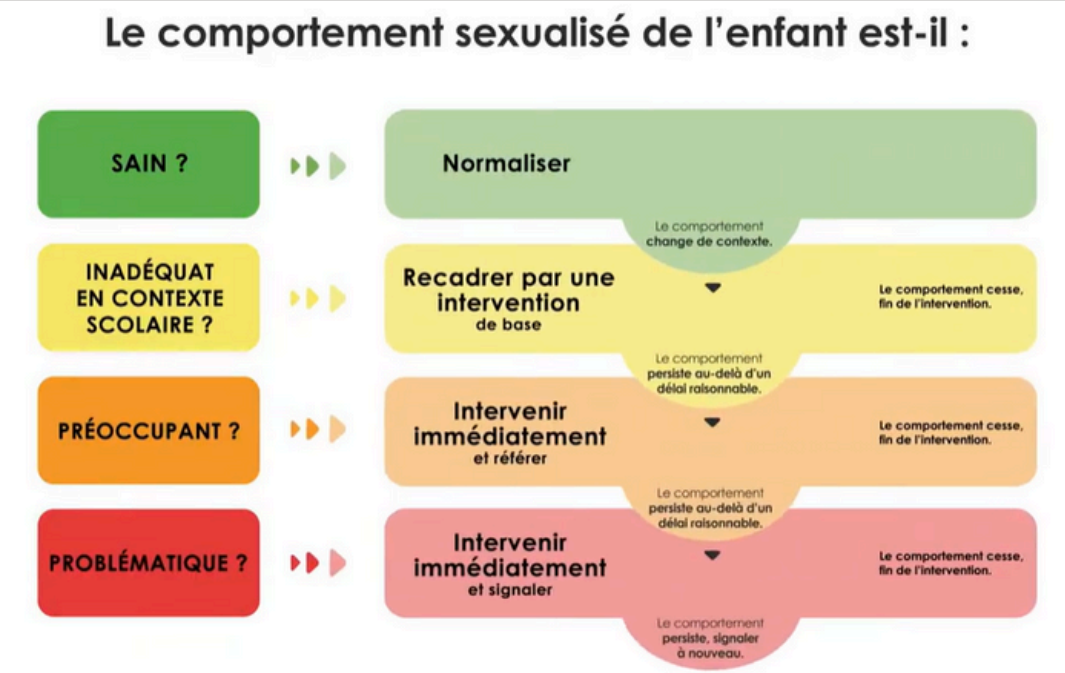 Le comportement sexualisé de l'enfant est-il :
SAIN ?
Normaliser
Le comportement
change de contexte.
INADÉQUAT
EN CONTEXTE
SCOLAIRE ?
Recadrer par une
intervention
de base
Le comportement cesse,
fin de l'intervention.
Le comportement
persiste au-delà d'un
délai raisonnable.
PRÉOCCUPANT ?
Intervenir
immédiatement
et référer
Le comportement cesse,
fin de l'intervention.
Le comportement
persiste au-delà d'un
délai raisonnable.
PROBLÉMATIQUE ?
Intervenir
immédiatement
et signaler
Le comportement cesse,
fin de l'intervention.
Le comportement
persiste, signaler
à nouveau.